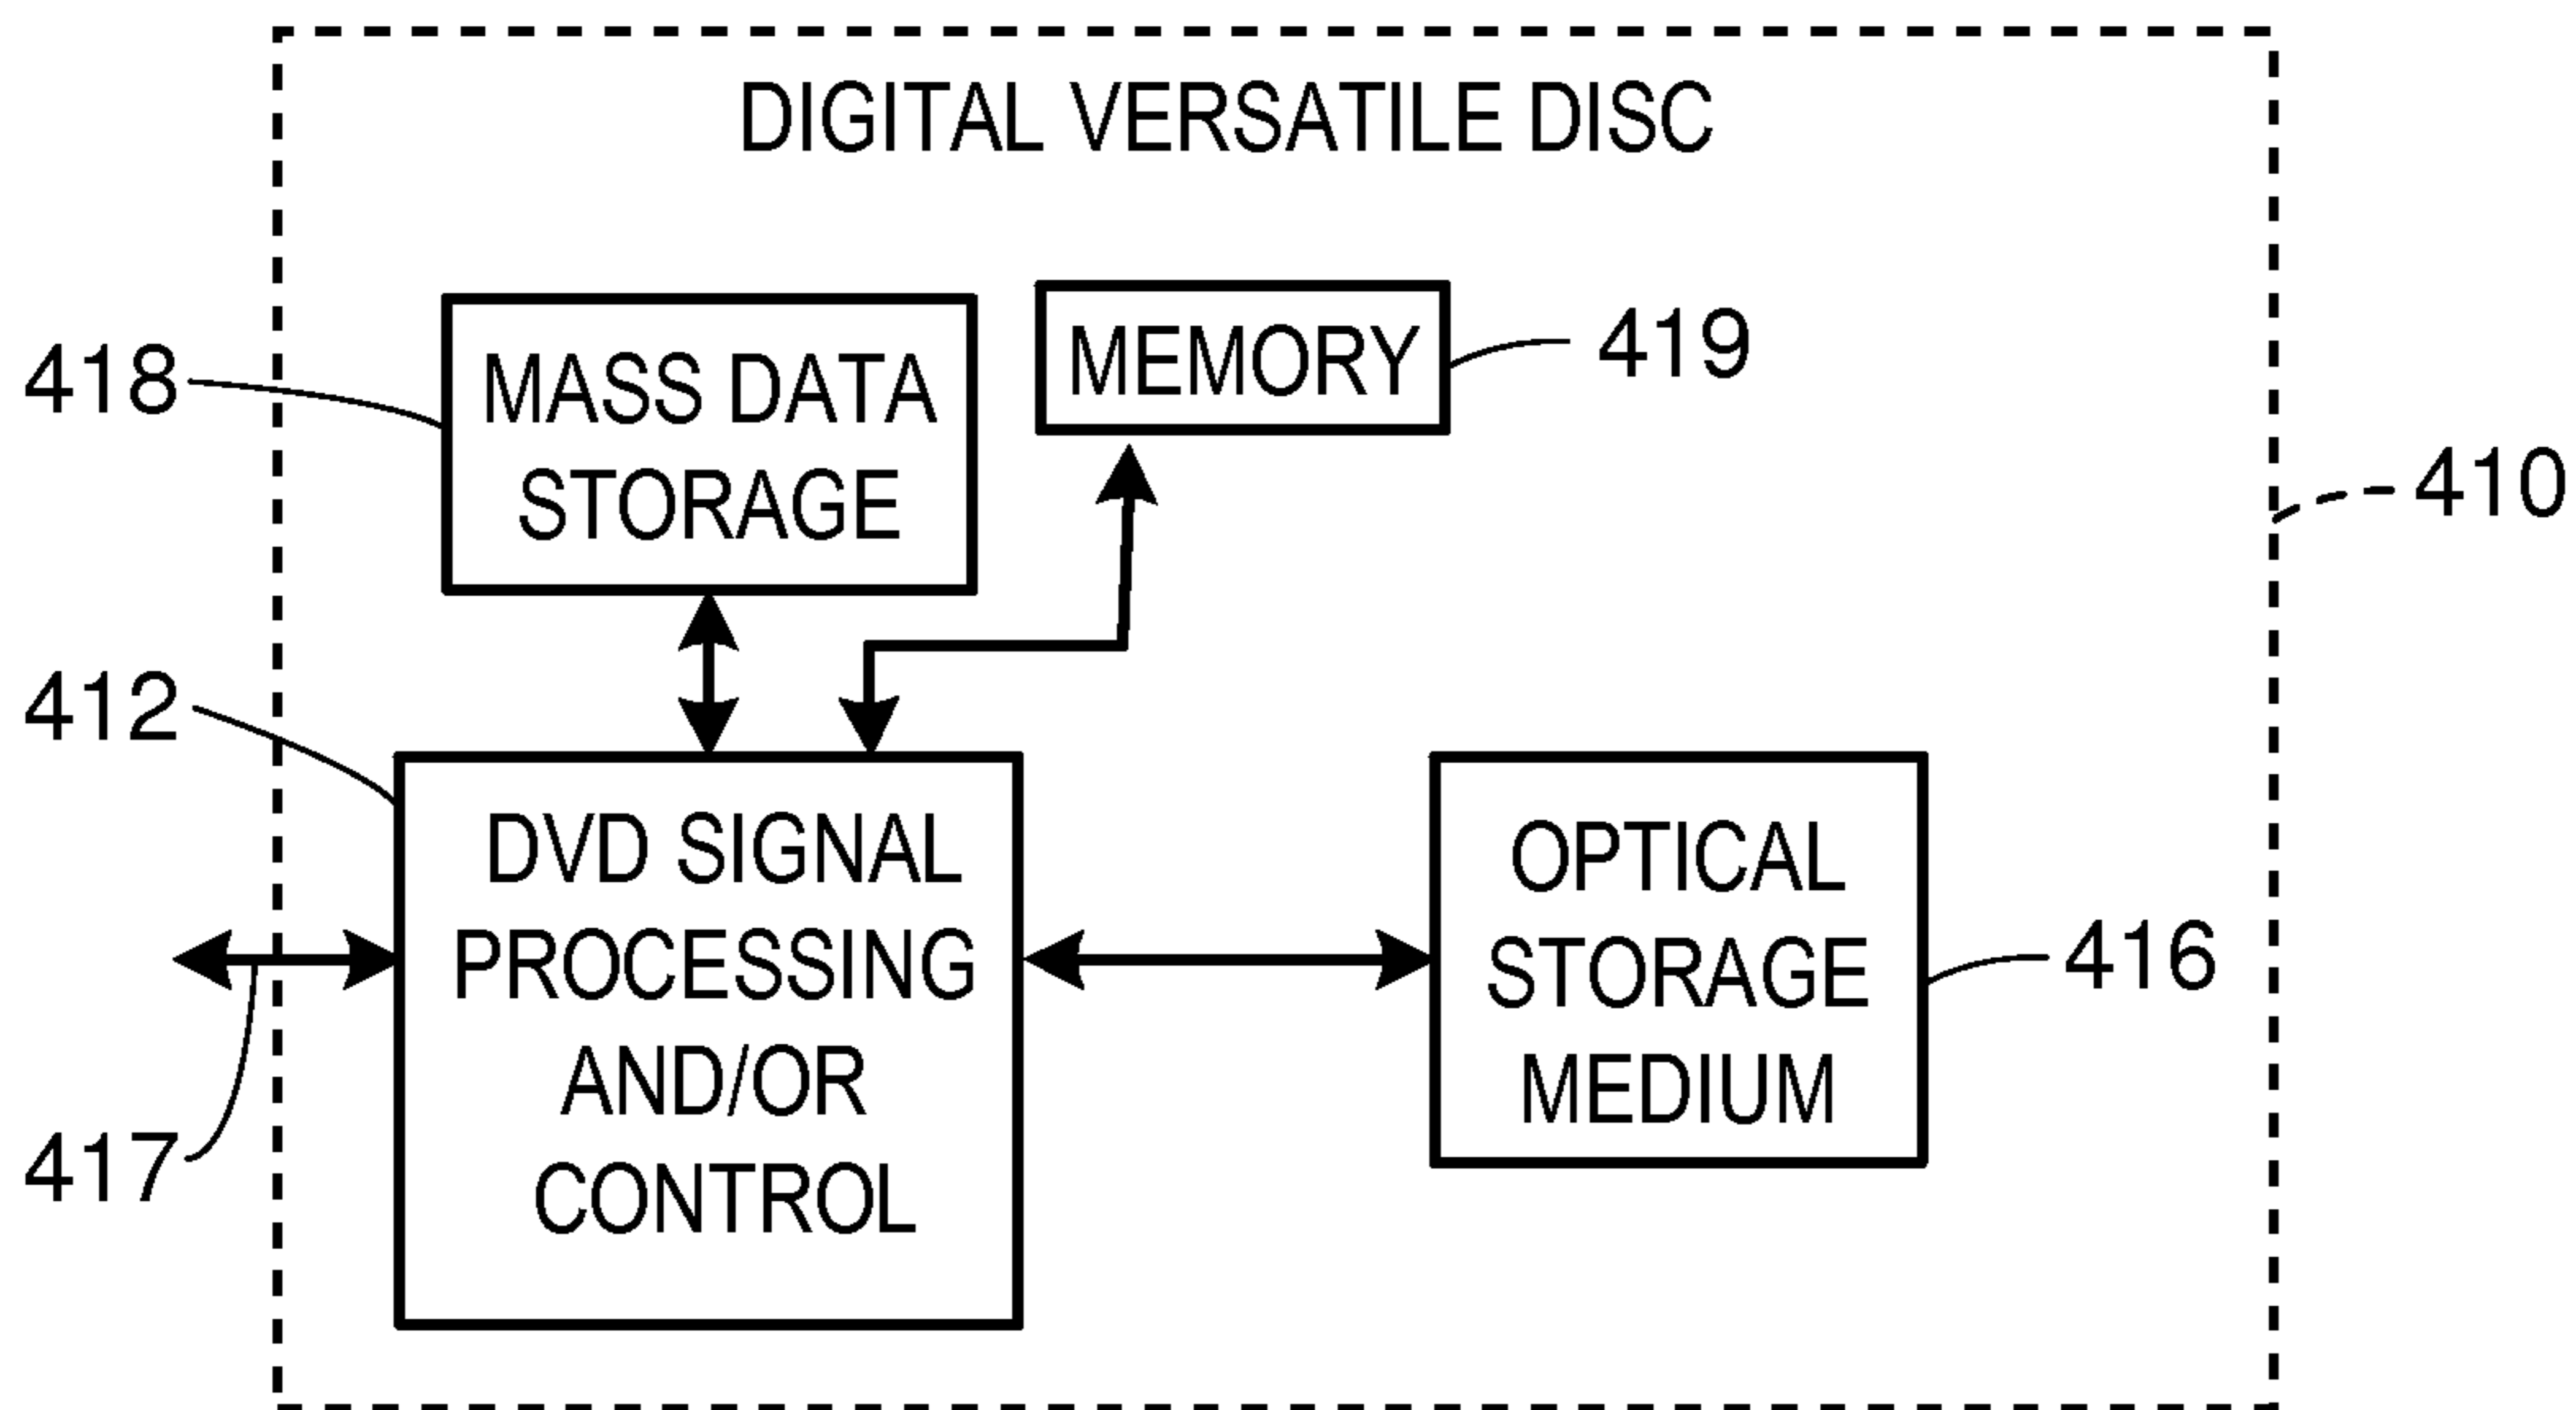 DIGITAL VERSATILE DISC
418
MASS DATA
STORAGE
MEMORY
419
410
412
DVD SIGNAL
PROCESSING
AND/OR
CONTROL
OPTICAL
STORAGE
MEDIUM
416
417